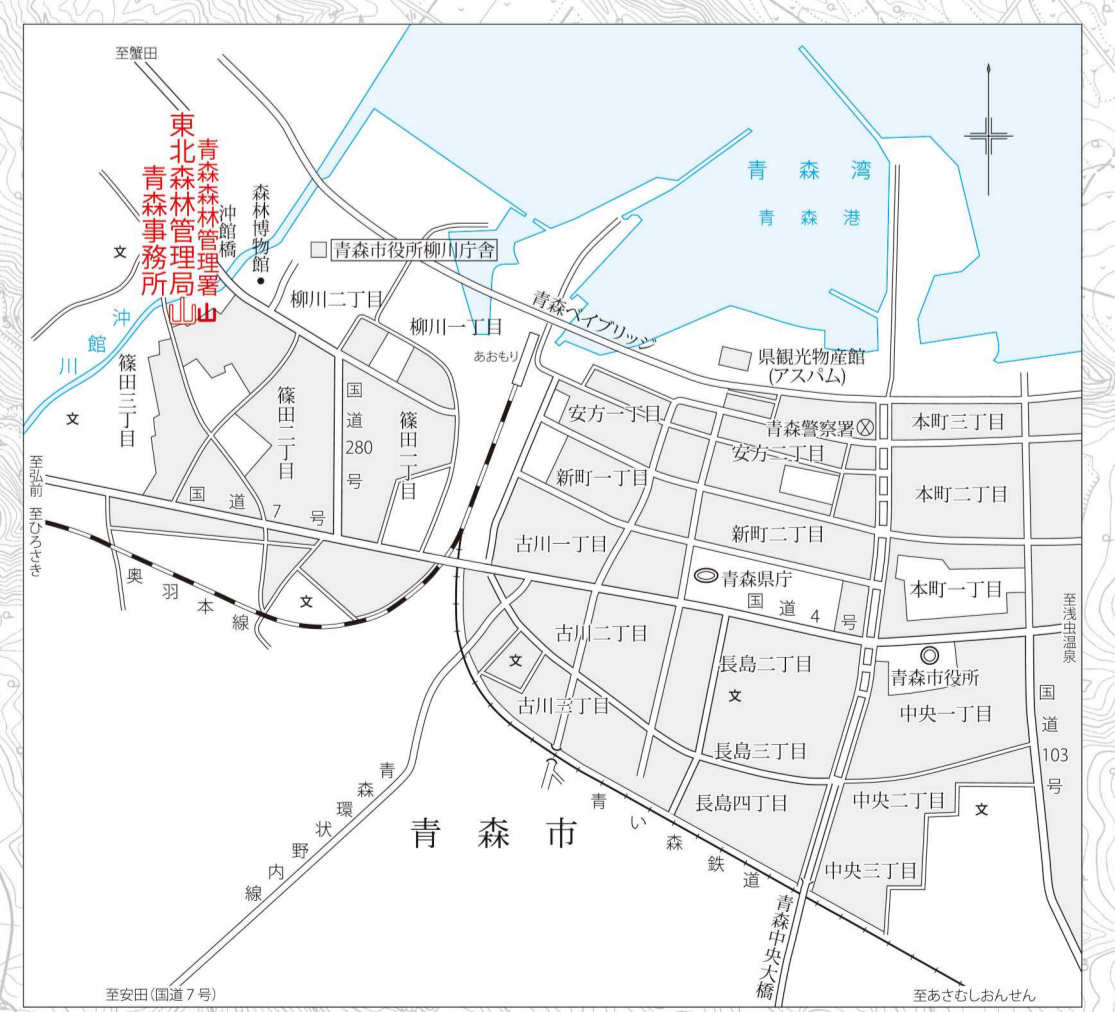 至蟹田
東北森林管理局
青森事務所
青森森林管理署
沖館橋
森林博物館
文
青森市役所柳川庁舎
柳川二丁目
柳川一丁目
あおもり
青森ベイブリッジ
青森湾
青森港
県観光物産館
(アスパム)
沖館川
篠田三丁目
文
篠田二丁目
国道280号
篠田一丁目
安方一丁目
青森警察署
安方二丁目
本町三丁目
新町一丁目
本町二丁目
至弘前
至ひろさき
国道7号
古川一丁目
新町二丁目
奥羽本線
文
青森県庁
国道4号
本町一丁目
至浅虫温泉
古川二丁目
文
長島二丁目
文
青森市役所
中央一丁目
国道103号
古川三丁目
長島三丁目
長島四丁目
中央二丁目
文
中央三丁目
青い森鉄道
青森市
青森環状野内線
青森中央大橋
至安田(国道7号)
至あさむしおんせん